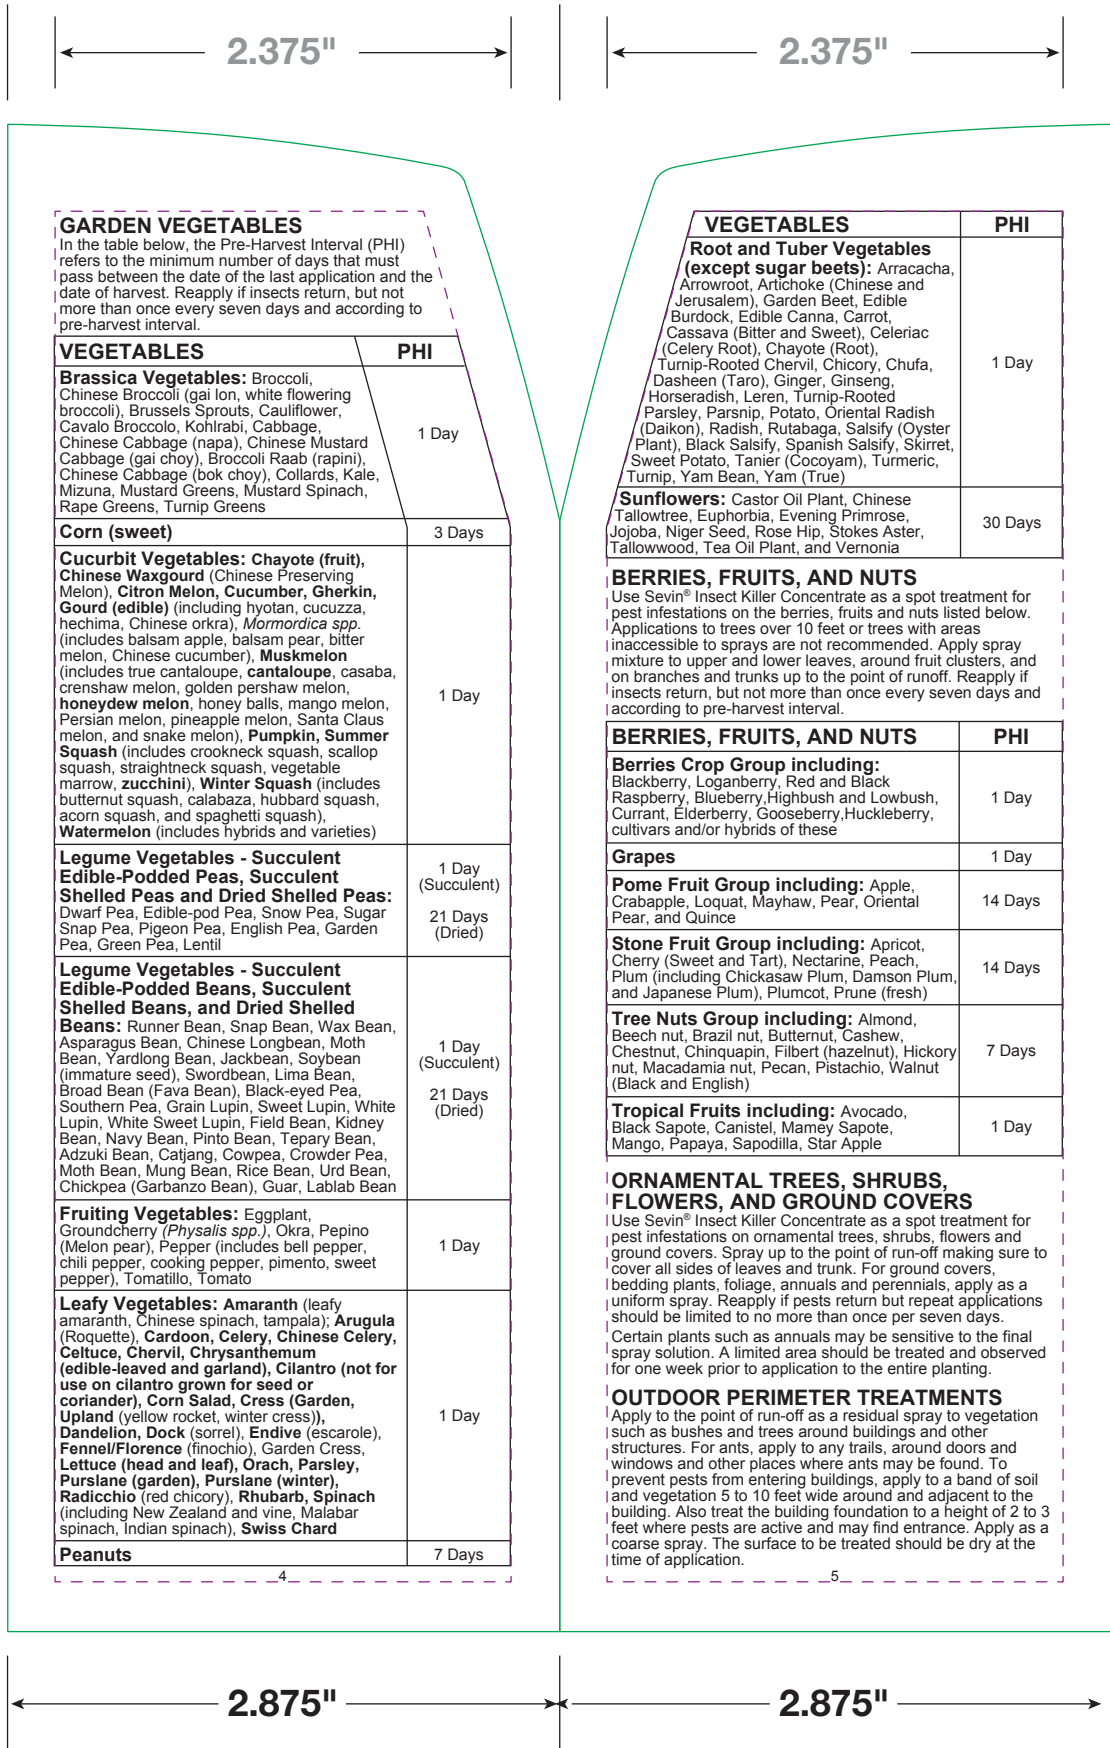 2.375"
2.375"
GARDEN VEGETABLES
In the table below, the Pre-Harvest Interval (PHI)
refers to the minimum number of days that must
pass between the date of the last application and the
date of harvest. Reapply if insects return, but not
more than once every seven days and according to
pre-harvest interval.
VEGETABLES PHI
Brassica Vegetables: Broccoli,
Chinese Broccoli (gai lon, white flowering
broccoli), Brussels Sprouts, Cauliflower,
Cavalo Broccolo, Kohlrabi, Cabbage,
Chinese Cabbage (napa), Chinese Mustard
Cabbage (gai choy), Broccoli Raab (rapini),
Chinese Cabbage (bok choy), Collards, Kale,
Mizuna, Mustard Greens, Mustard Spinach,
Rape Greens, Turnip Greens
1 Day
Corn (sweet) 3 Days
Cucurbit Vegetables: Chayote (fruit),
Chinese Waxgourd (Chinese Preserving
Melon), Citron Melon, Cucumber, Gherkin,
Gourd (edible) (including hyotan, cucuzza,
hechima, Chinese orkra), Mormordica spp.
(includes balsam apple, balsam pear, bitter
melon, Chinese cucumber), Muskmelon
(includes true cantaloupe, cantaloupe, casaba,
crenshaw melon, golden pershaw melon,
honeydew melon, honey balls, mango melon,
Persian melon, pineapple melon, Santa Claus
melon, and snake melon), Pumpkin, Summer
Squash (includes crookneck squash, scallop
squash, straightneck squash, vegetable
marrow, zucchini), Winter Squash (includes
butternut squash, calabaza, hubbard squash,
acorn squash, and spaghetti squash),
Watermelon (includes hybrids and varieties)
1 Day
Legume Vegetables - Succulent
Edible-Podded Peas, Succulent
Shelled Peas and Dried Shelled Peas:
Dwarf Pea, Edible-pod Pea, Snow Pea, Sugar
Snap Pea, Pigeon Pea, English Pea, Garden
Pea, Green Pea, Lentil
1 Day
(Succulent)
21 Days
(Dried)
Legume Vegetables - Succulent
Edible-Podded Beans, Succulent
Shelled Beans, and Dried Shelled
Beans: Runner Bean, Snap Bean, Wax Bean,
Asparagus Bean, Chinese Longbean, Moth
Bean, Yardlong Bean, Jackbean, Soybean
(immature seed), Swordbean, Lima Bean,
Broad Bean (Fava Bean), Black-eyed Pea,
Southern Pea, Grain Lupin, Sweet Lupin, White
Lupin, White Sweet Lupin, Field Bean, Kidney
Bean, Navy Bean, Pinto Bean, Tepary Bean,
Adzuki Bean, Catjang, Cowpea, Crowder Pea,
Moth Bean, Mung Bean, Rice Bean, Urd Bean,
Chickpea (Garbanzo Bean), Guar, Lablab Bean
1 Day
(Succulent)
21 Days
(Dried)
Fruiting Vegetables: Eggplant,
Groundcherry (Physalis spp.), Okra, Pepino
(Melon pear), Pepper (includes bell pepper,
chili pepper, cooking pepper, pimento, sweet
pepper), Tomatillo, Tomato
1 Day
Leafy Vegetables: Amaranth (leafy
amaranth, Chinese spinach, tampala); Arugula
(Roquette), Cardoon, Celery, Chinese Celery,
Celtuce, Chervil, Chrysanthemum
(edible-leaved and garland), Cilantro (not for
use on cilantro grown for seed or
coriander), Corn Salad, Cress (Garden,
Upland (yellow rocket, winter cress)),
Dandelion, Dock (sorrel), Endive (escarole),
Fennel/Florence (finochio), Garden Cress,
Lettuce (head and leaf), Orach, Parsley,
Purslane (garden), Purslane (winter),
Radicchio (red chicory), Rhubarb, Spinach
(including New Zealand and vine, Malabar
spinach, Indian spinach), Swiss Chard
1 Day
Peanuts 7 Days
4
VEGETABLES PHI
Root and Tuber Vegetables
(except sugar beets): Arracacha,
Arrowroot, Artichoke (Chinese and
Jerusalem), Garden Beet, Edible
Burdock, Edible Canna, Carrot,
Cassava (Bitter and Sweet), Celeriac
(Celery Root), Chayote (Root),
Turnip-Rooted Chervil, Chicory, Chufa,
Dasheen (Taro), Ginger, Ginseng,
Horseradish, Leren, Turnip-Rooted
Parsley, Parsnip, Potato, Oriental Radish
(Daikon), Radish, Rutabaga, Salsify (Oyster
Plant), Black Salsify, Spanish Salsify, Skirret,
Sweet Potato, Tanier (Cocoyam), Turmeric,
Turnip, Yam Bean, Yam (True)
1 Day
Sunflowers: Castor Oil Plant, Chinese
Tallowtree, Euphorbia, Evening Primrose,
Jojoba, Niger Seed, Rose Hip, Stokes Aster,
Tallowwood, Tea Oil Plant, and Vernonia
30 Days
BERRIES, FRUITS, AND NUTS
Use Sevin® Insect Killer Concentrate as a spot treatment for
pest infestations on the berries, fruits and nuts listed below.
Applications to trees over 10 feet or trees with areas
inaccessible to sprays are not recommended. Apply spray
mixture to upper and lower leaves, around fruit clusters, and
on branches and trunks up to the point of runoff. Reapply if
insects return, but not more than once every seven days and
according to pre-harvest interval.
BERRIES, FRUITS, AND NUTS PHI
Berries Crop Group including:
Blackberry, Loganberry, Red and Black
Raspberry, Blueberry,Highbush and Lowbush,
Currant, Elderberry, Gooseberry,Huckleberry,
cultivars and/or hybrids of these
1 Day
Grapes 1 Day
Pome Fruit Group including: Apple,
Crabapple, Loquat, Mayhaw, Pear, Oriental
Pear, and Quince
14 Days
Stone Fruit Group including: Apricot,
Cherry (Sweet and Tart), Nectarine, Peach,
Plum (including Chickasaw Plum, Damson Plum,
and Japanese Plum), Plumcot, Prune (fresh)
14 Days
Tree Nuts Group including: Almond,
Beech nut, Brazil nut, Butternut, Cashew,
Chestnut, Chinquapin, Filbert (hazelnut), Hickory
nut, Macadamia nut, Pecan, Pistachio, Walnut
(Black and English)
7 Days
Tropical Fruits including: Avocado,
Black Sapote, Canistel, Mamey Sapote,
Mango, Papaya, Sapodilla, Star Apple
1 Day
ORNAMENTAL TREES, SHRUBS,
FLOWERS, AND GROUND COVERS
Use Sevin® Insect Killer Concentrate as a spot treatment for
pest infestations on ornamental trees, shrubs, flowers and
ground covers. Spray up to the point of run-off making sure to
cover all sides of leaves and trunk. For ground covers,
bedding plants, foliage, annuals and perennials, apply as a
uniform spray. Reapply if pests return but repeat applications
should be limited to no more than once per seven days.
Certain plants such as annuals may be sensitive to the final
spray solution. A limited area should be treated and observed
for one week prior to application to the entire planting.
OUTDOOR PERIMETER TREATMENTS
Apply to the point of run-off as a residual spray to vegetation
such as bushes and trees around buildings and other
structures. For ants, apply to any trails, around doors and
windows and other places where ants may be found. To
prevent pests from entering buildings, apply to a band of soil
and vegetation 5 to 10 feet wide around and adjacent to the
building. Also treat the building foundation to a height of 2 to 3
feet where pests are active and may find entrance. Apply as a
coarse spray. The surface to be treated should be dry at the
time of application.
5
2.875"
2.875"